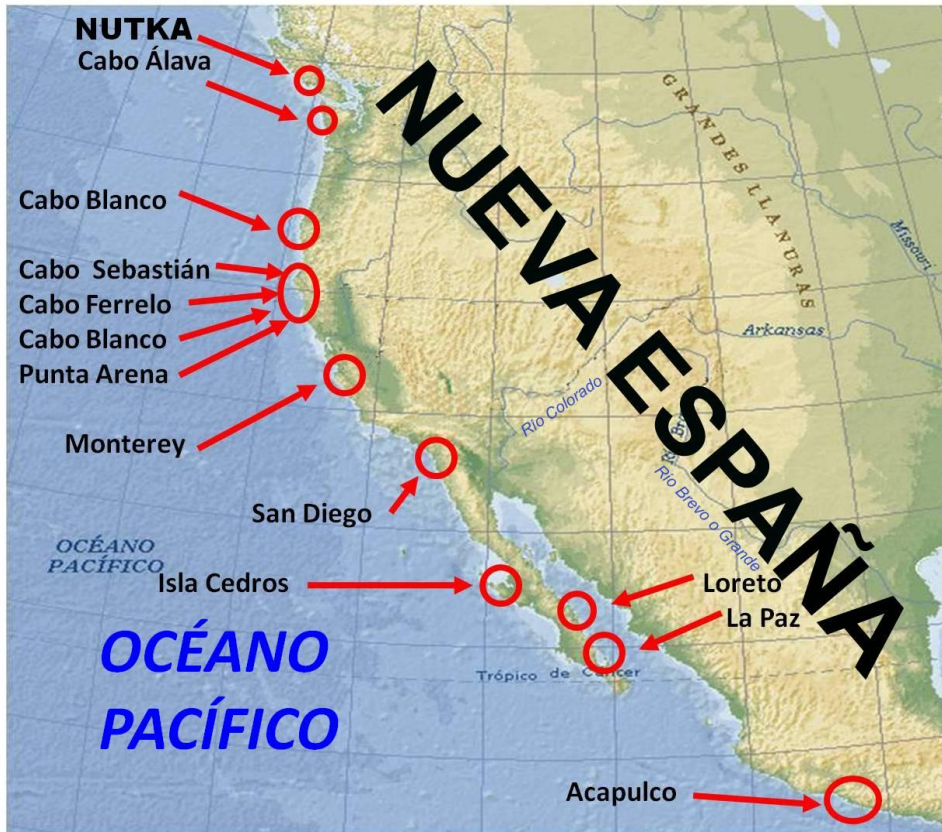 NUTKA
Cabo Álava
NUEVA ESPAÑA
GRANDES LLANURAS
Missouri
Cabo Blanco
Cabo Sebastián
Cabo Ferrelo
Cabo Blanco
Punta Arena
Arkansas
Rio Colorado
Monterey
Rio Brevo o Grande
San Diego
OCÉANO
PACÍFICO
Isla Cedros
Loreto
La Paz
OCÉANO
PACÍFICO
Trópico de Cáncer
Acapulco